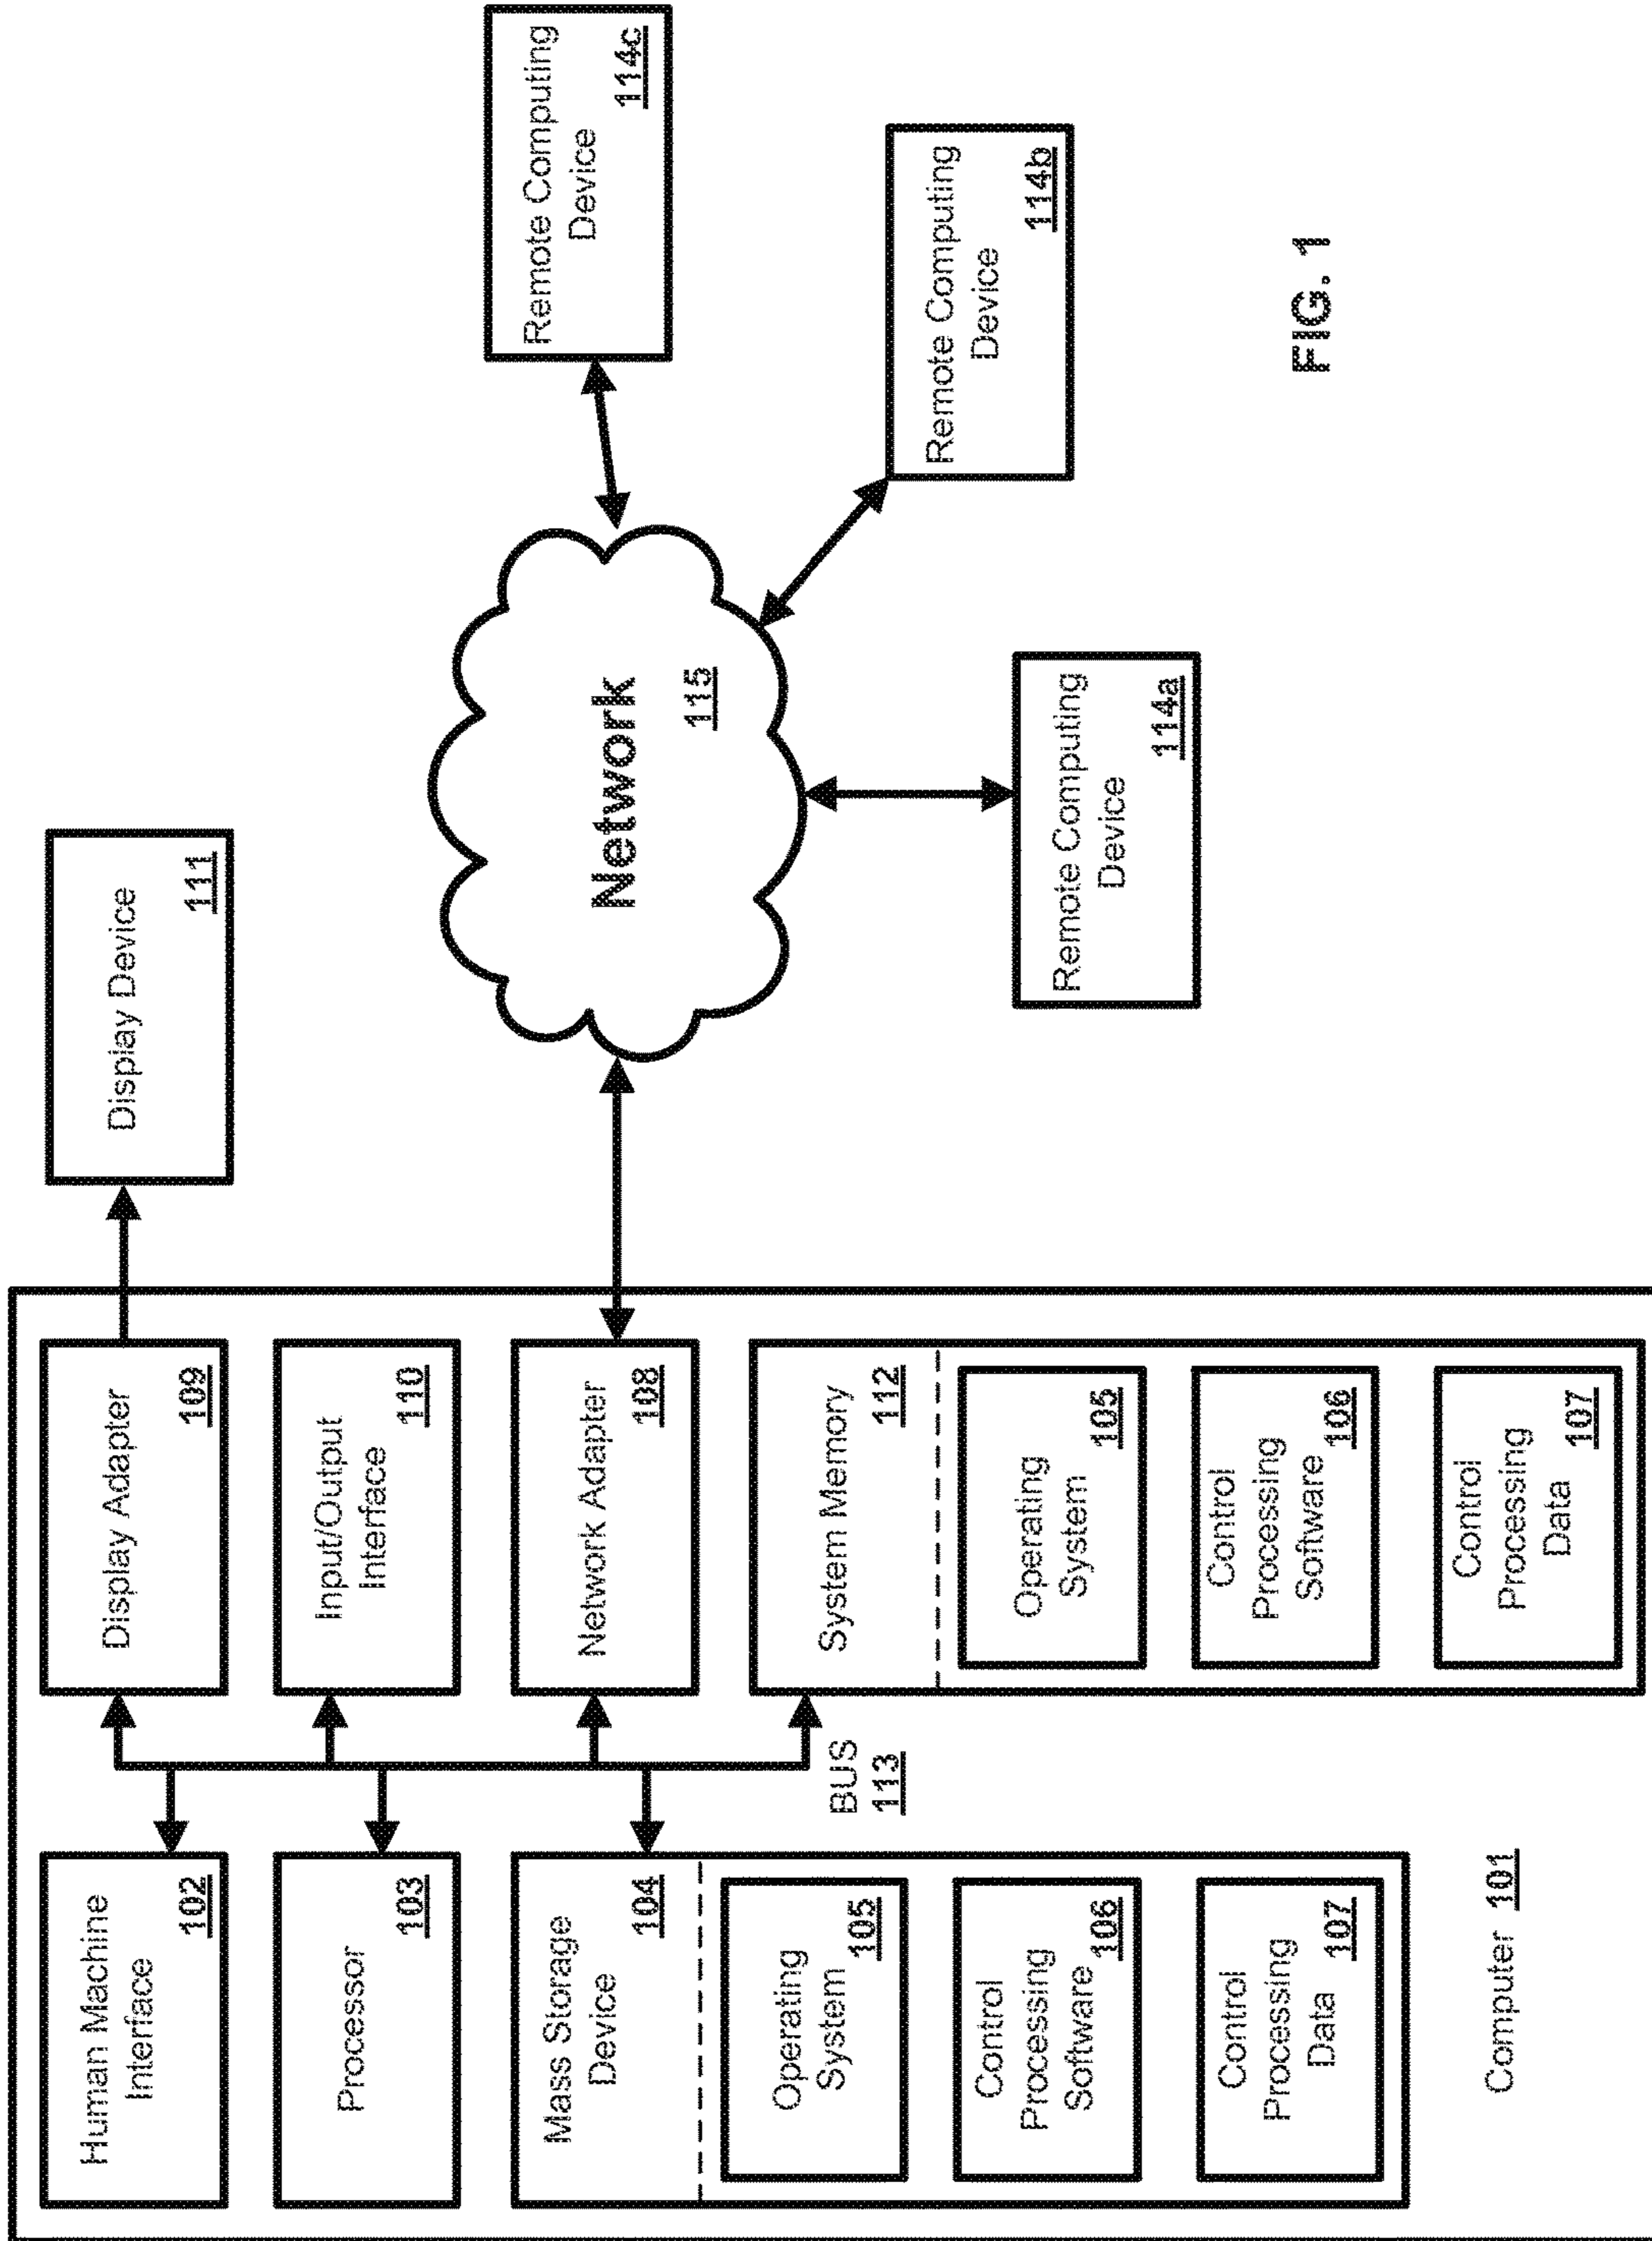 Human Machine
Interface
102
Processor
103
Mass Storage
Device
104
Operating
System
105
Control
Processing
Software
106
Control
Processing
Data
107
Computer 101
BUS
113
Display Adapter
109
Input/Output
Interface
110
Network Adapter
108
System Memory
112
Operating
System
105
Control
Processing
Software
106
Control
Processing
Data
107
Display Device
111
Network
115
Remote Computing
Device
114a
Remote Computing
Device
114b
Remote Computing
Device
114c
FIG. 1